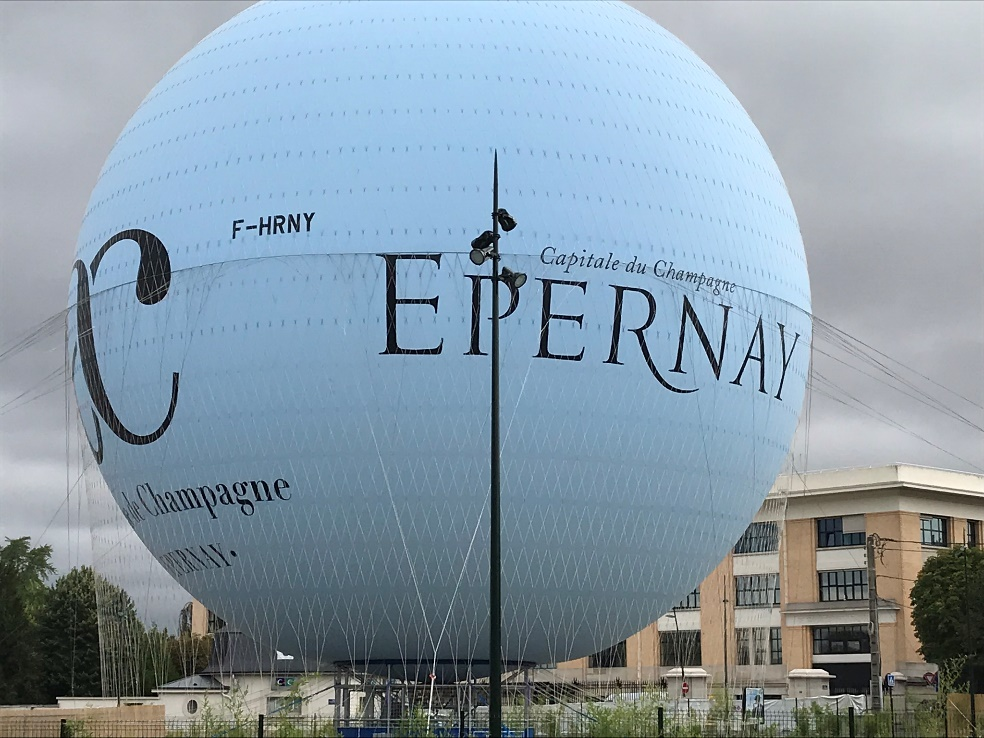 F-HRNY
Capitale du Champagne
EPERNAY
C
de Champagne
EPERNAY•